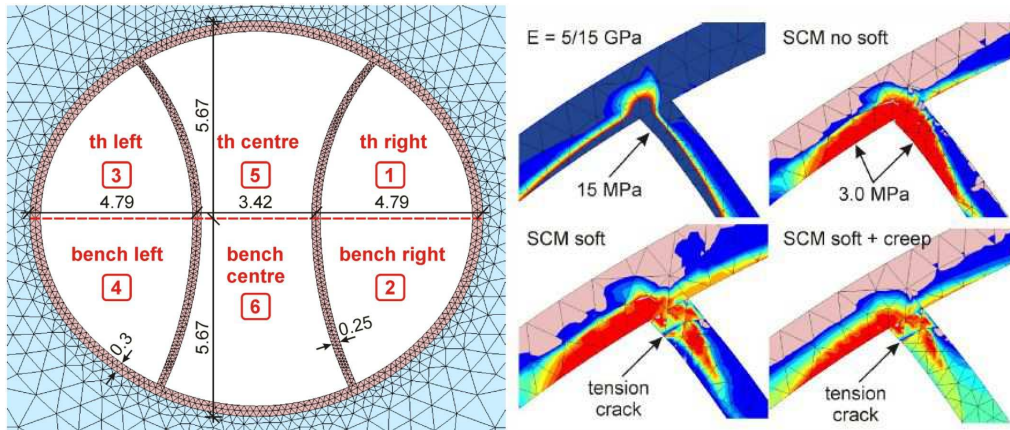 5.67
th left
th centre
th right
3
5
1
4.79
3.42
4.79
bench left
bench
centre
bench right
4
6
2
0.3
5.67
0.25
E = 5/15 GPa
15 MPa
SCM no soft
3.0 MPa
SCM soft
tension
crack
SCM soft + creep
tension
crack